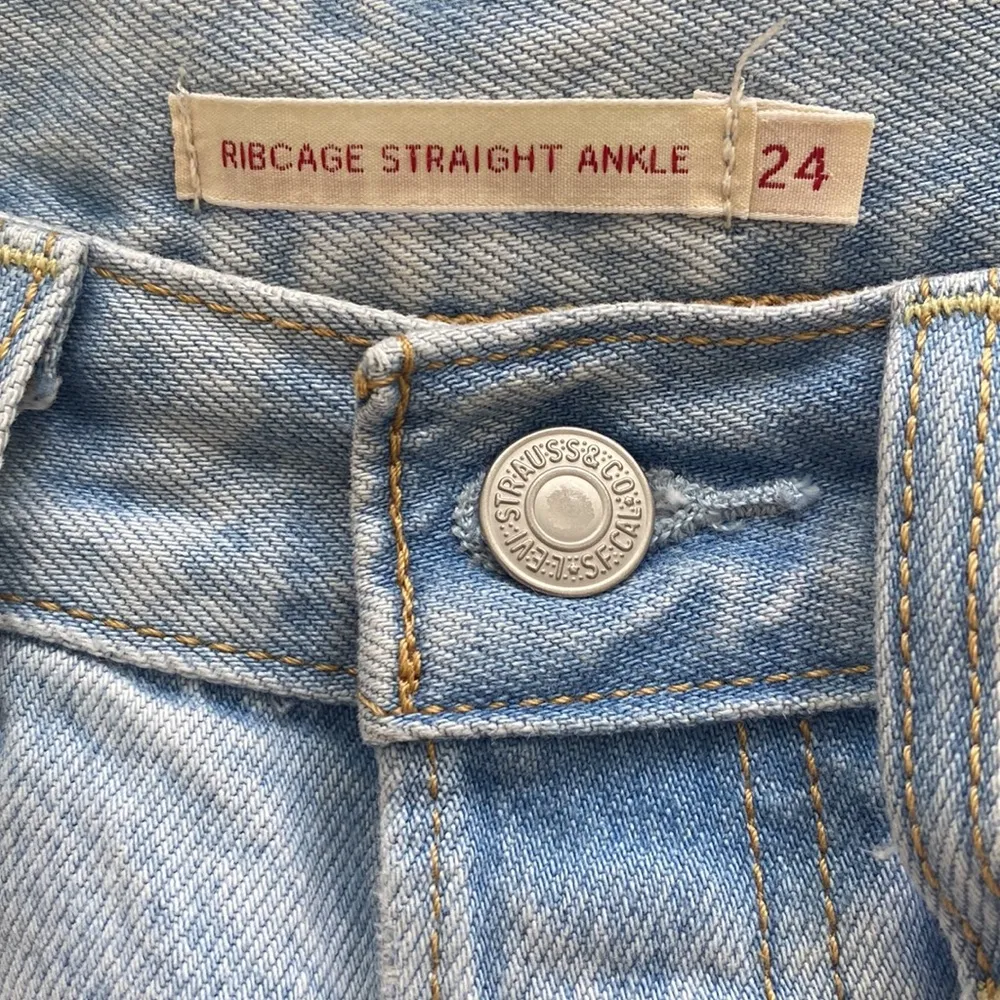 RIBCAGE STRAIGHT ANKLE 24
LEVI STRAUSS & CO S.F. CAL